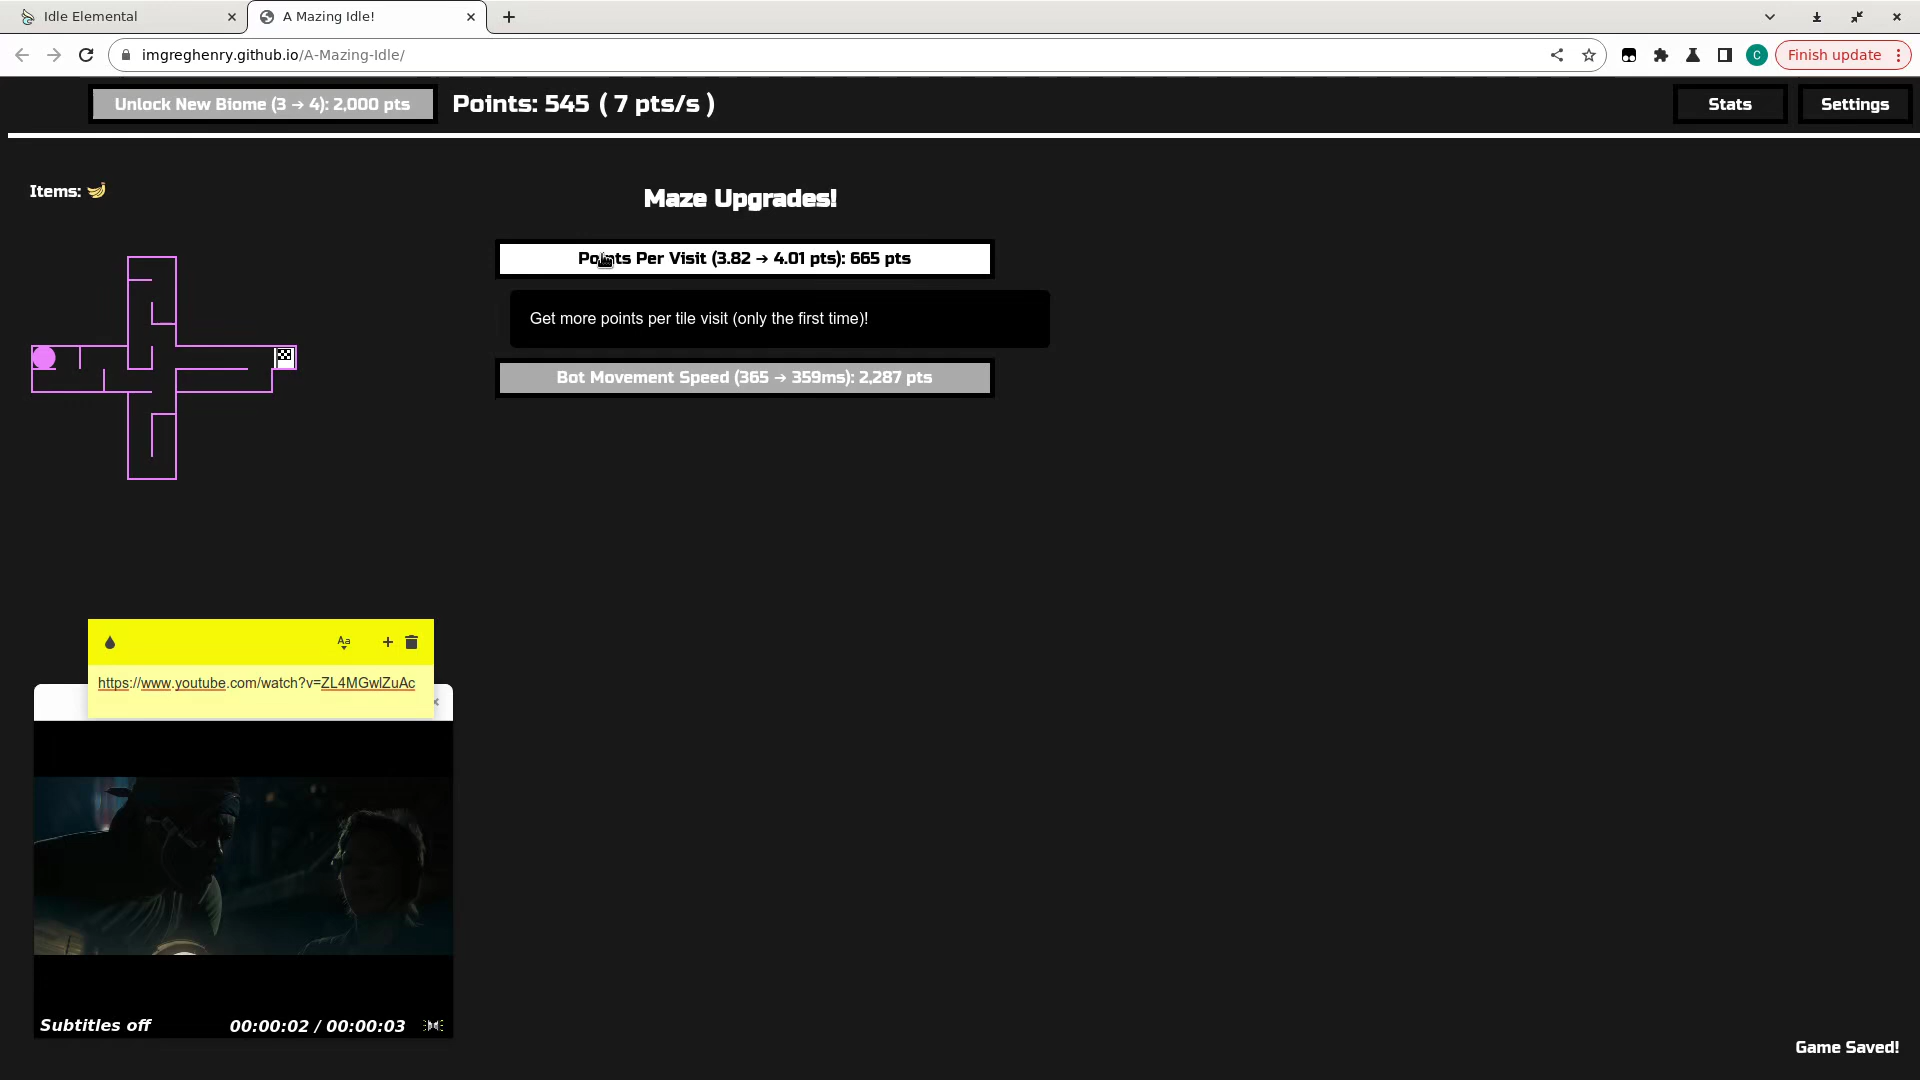 Idle Elemental
A Mazing Idle!
imgreghenry.github.io/A-Mazing-Idle/
C
Finish update
Unlock New Biome (3 → 4): 2,000 pts
Points: 545 ( 7 pts/s )
Stats
Settings
Items:
Maze Upgrades!
Points Per Visit (3.82 → 4.01 pts): 665 pts
Get more points per tile visit (only the first time)!
Bot Movement Speed (365 → 359ms): 2,287 pts
Aa
https://www.youtube.com/watch?v=ZL4MGwlZuAc
Subtitles off
00:00:02 / 00:00:03
Game Saved!